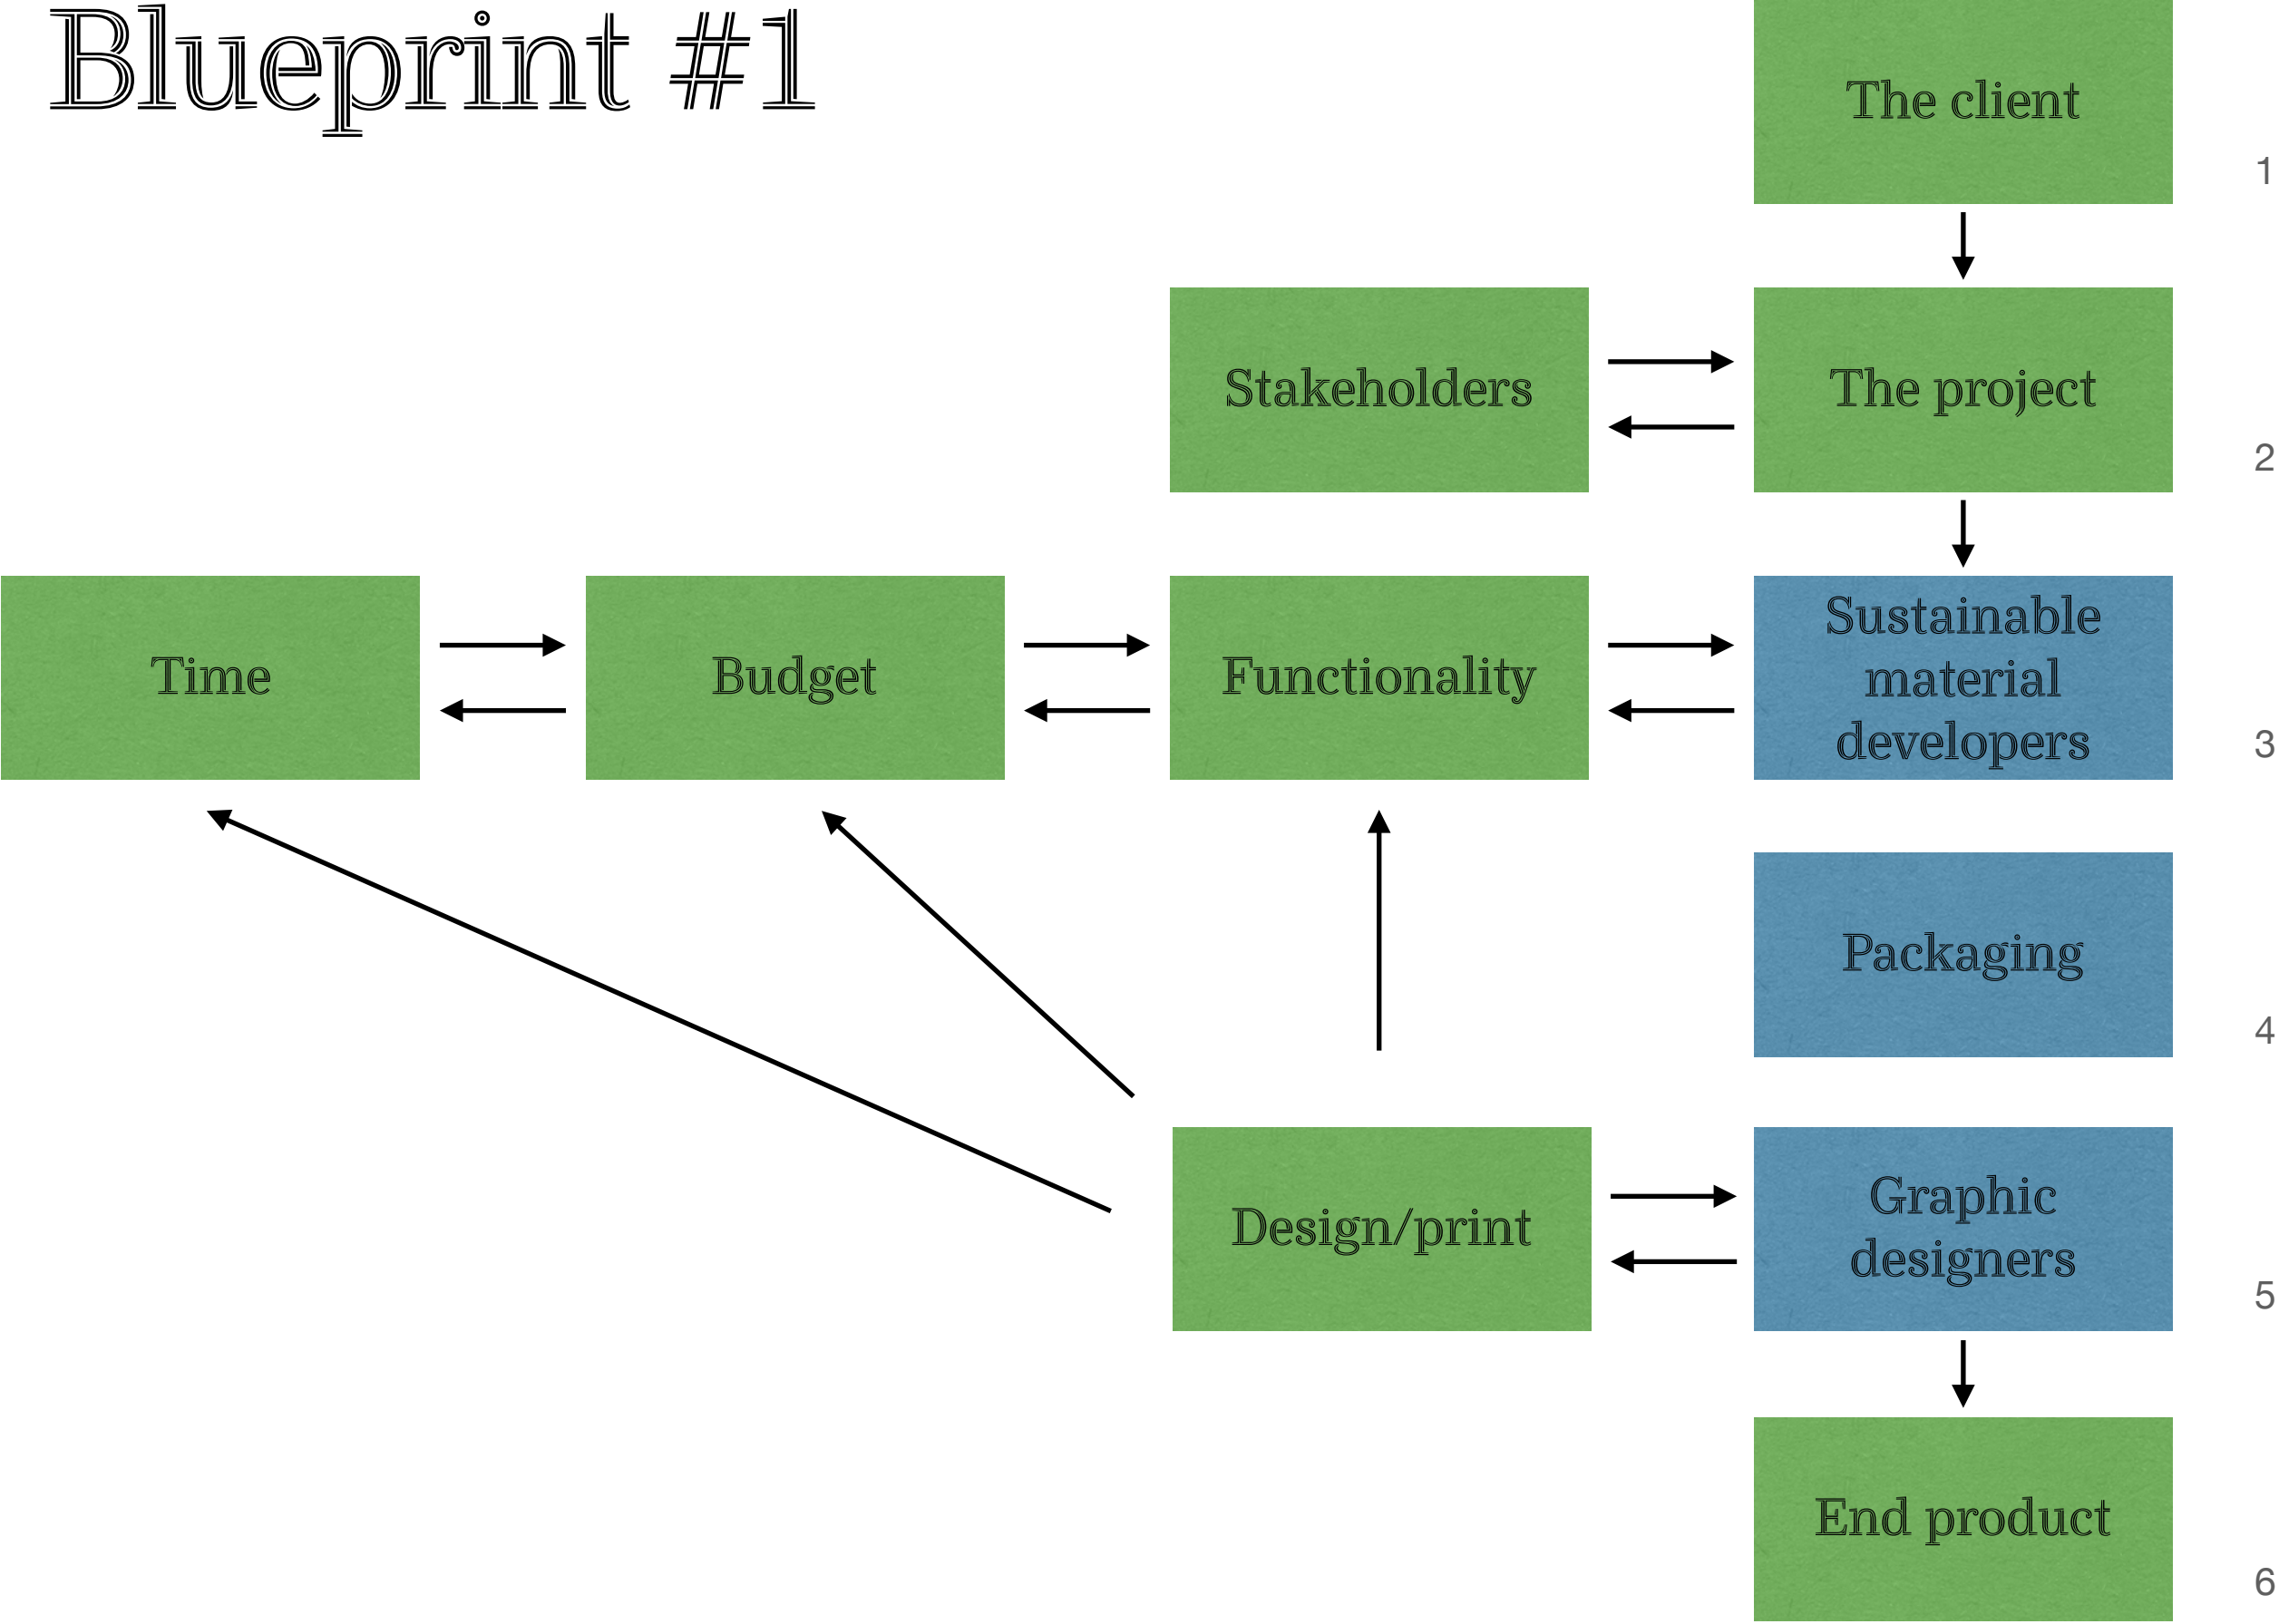 Blueprint #1
The client
1
Stakeholders
The project
2
Time
Budget
Functionality
Sustainable
material
developers
3
Packaging
4
Design/print
Graphic
designers
5
End product
6